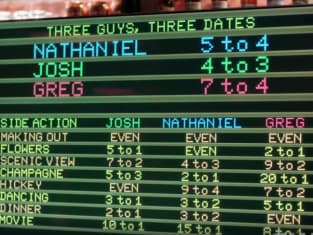 THREE GUYS, THREE DATES
NATHANIEL 5 to 4
JOSH 4 to 3
GREG 7 to 4
SIDE ACTION JOSH NATHANIEL GREG
MAKING OUT EVEN EVEN EVEN
FLOWERS 5 to 1 EVEN 2 to 1
SCENIC VIEW 7 to 2 4 to 3 9 to 2
CHAMPAGNE 5 to 3 2 to 1 20 to 1
HICKEY EVEN 9 to 4 7 to 2
DANCING 3 to 1 3 to 2 5 to 1
DINNER 2 to 1 3 to 2 EVEN
MOVIE 10 to 1 15 to 1 8 to 1